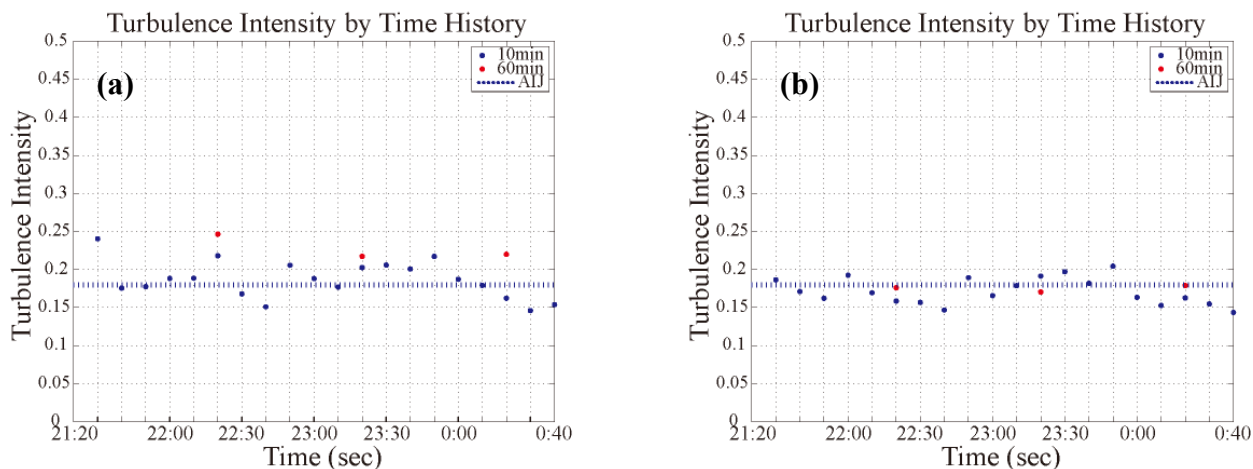 Turbulence Intensity by Time History
0.5
0.45
0.4
0.35
0.3
0.25
0.2
0.15
0.1
0.05
0
Turbulence Intensity
(a)
10min
60min
AIJ
21:20 22:00 22:30 23:00 23:30 0:00 0:40
Time (sec)
Turbulence Intensity by Time History
0.5
0.45
0.4
0.35
0.3
0.25
0.2
0.15
0.1
0.05
0
Turbulence Intensity
(b)
10min
60min
AIJ
21:20 22:00 22:30 23:00 23:30 0:00 0:40
Time (sec)